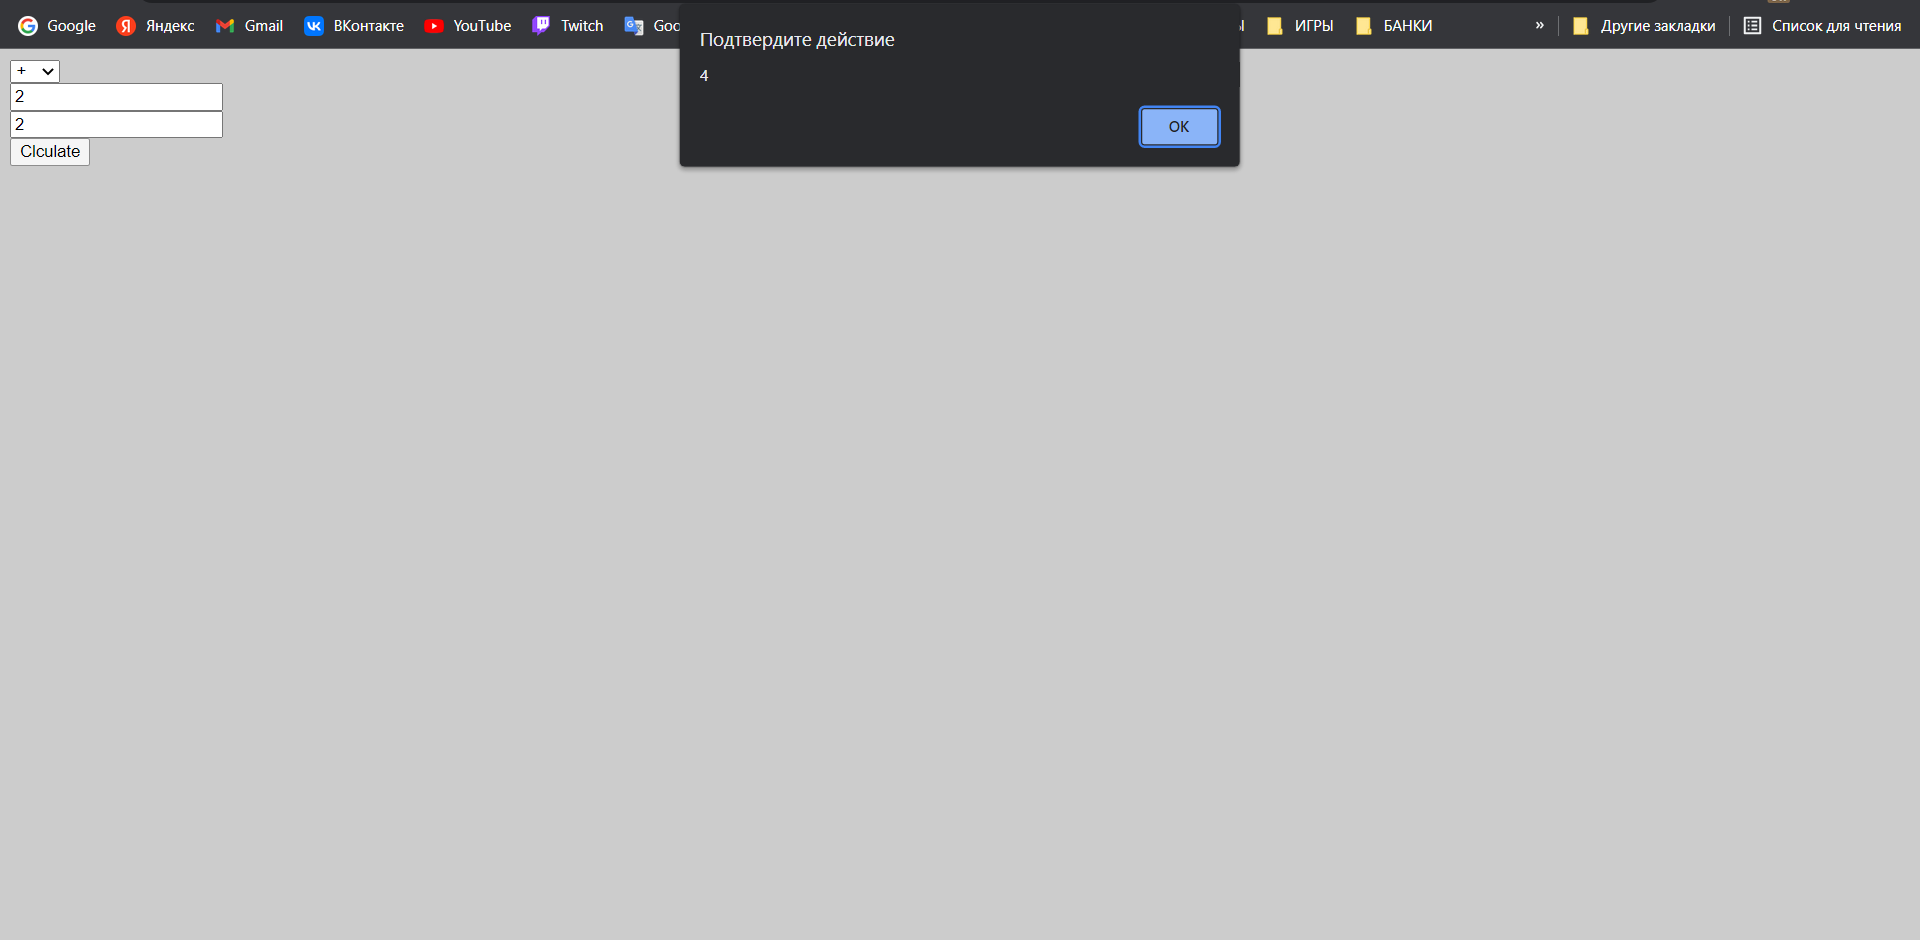 Google Яндекс Gmail ВКонтакте YouTube Twitch ИГРЫ БАНКИ » Другие закладки Список для чтения
Подтвердите действие
4
OK
+
2
2
Clculate